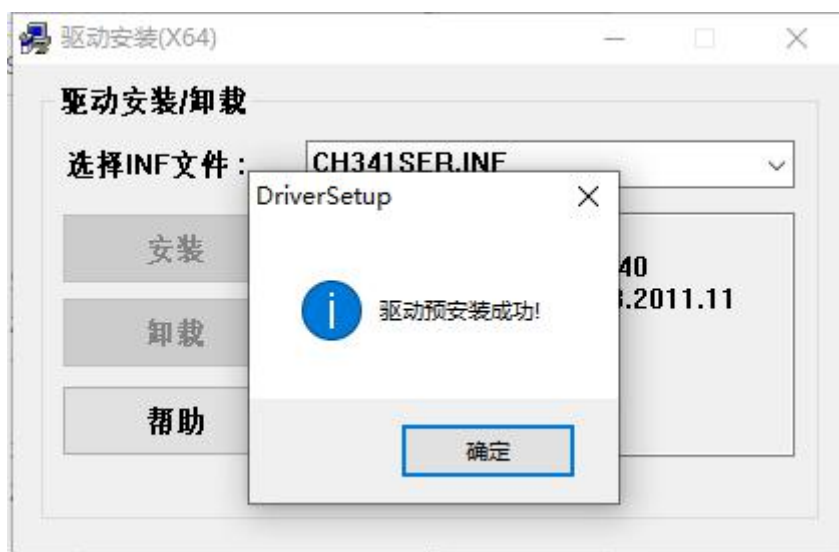 驱动安装(X64)
驱动安装/卸载
选择INF文件：
CH341SER.INF
DriverSetup
安装
卸载
帮助
驱动预安装成功!
确定
40
.2011.11